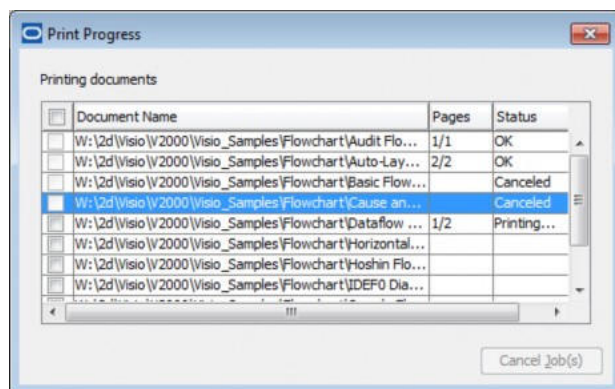 Print Progress
Printing documents
Document Name Pages Status
W:\2d\Visio\V2000\Visio_Samples\Flowchart\Audit Flo... 1/1 OK
W:\2d\Visio\V2000\Visio_Samples\Flowchart\Auto-Lay... 2/2 OK
W:\2d\Visio\V2000\Visio_Samples\Flowchart\Basic Flow... Canceled
W:\2d\Visio\V2000\Visio_Samples\Flowchart\Cause an... Canceled
W:\2d\Visio\V2000\Visio_Samples\Flowchart\Dataflow ... 1/2 Printing...
W:\2d\Visio\V2000\Visio_Samples\Flowchart\Horizontal...
W:\2d\Visio\V2000\Visio_Samples\Flowchart\Hoshin Flo...
W:\2d\Visio\V2000\Visio_Samples\Flowchart\IDEF0 Dia...
Cancel Job(s)